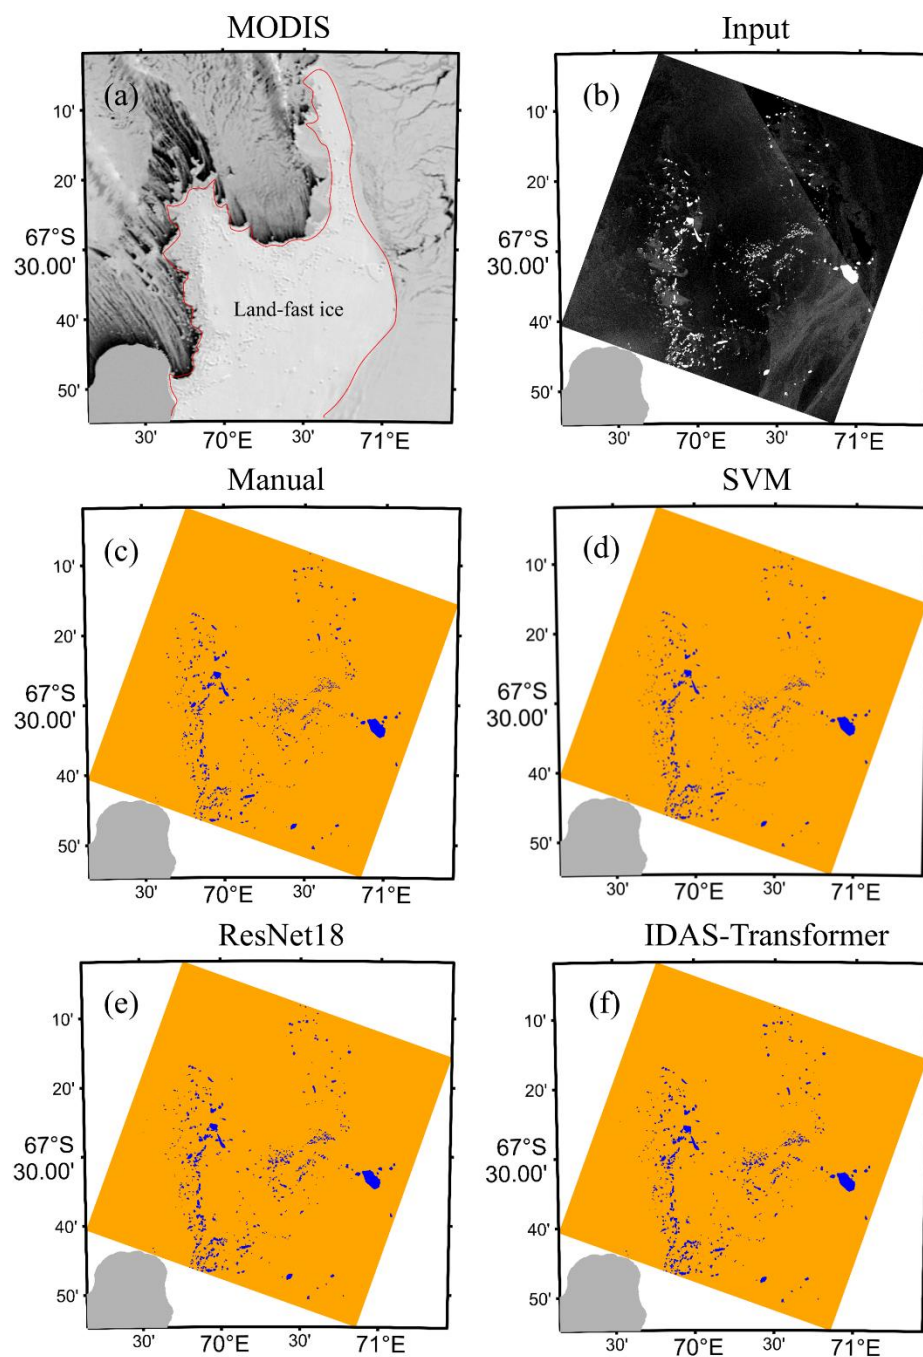 MODIS
Input
(a)
10'
20'
67°S
30.00'
Land-fast ice
40'
50'
30'
70°E
30'
71°E
(b)
10'
20'
67°S
30.00'
40'
50'
30'
70°E
30'
71°E
Manual
SVM
(c)
10'
20'
67°S
30.00'
40'
50'
30'
70°E
30'
71°E
(d)
10'
20'
67°S
30.00'
40'
50'
30'
70°E
30'
71°E
ResNet18
IDAS-Transformer
(e)
10'
20'
67°S
30.00'
40'
50'
30'
70°E
30'
71°E
(f)
10'
20'
67°S
30.00'
40'
50'
30'
70°E
30'
71°E